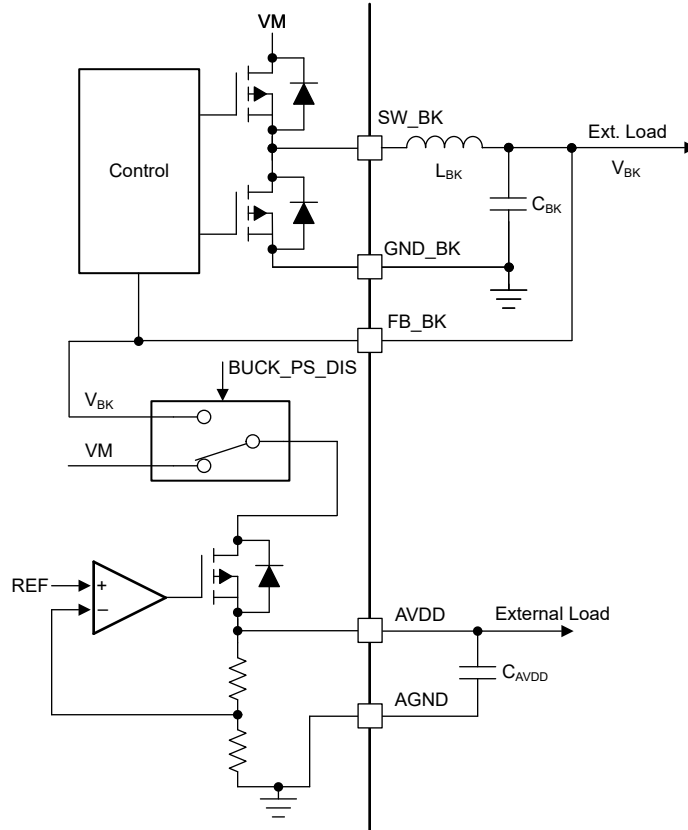 VM
SW_BK
Ext. Load
Control
L_BK
V_BK
C_BK
GND_BK
FB_BK
BUCK_PS_DIS
V_BK
VM
REF
+
–
AVDD
External Load
C_AVDD
AGND